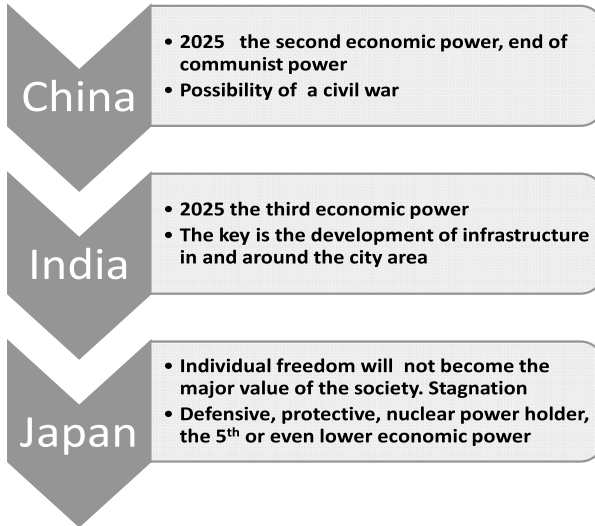 China
• 2025 the second economic power, end of
communist power
• Possibility of a civil war
India
• 2025 the third economic power
• The key is the development of infrastructure
in and around the city area
Japan
• Individual freedom will not become the
major value of the society. Stagnation
• Defensive, protective, nuclear power holder,
the 5th or even lower economic power